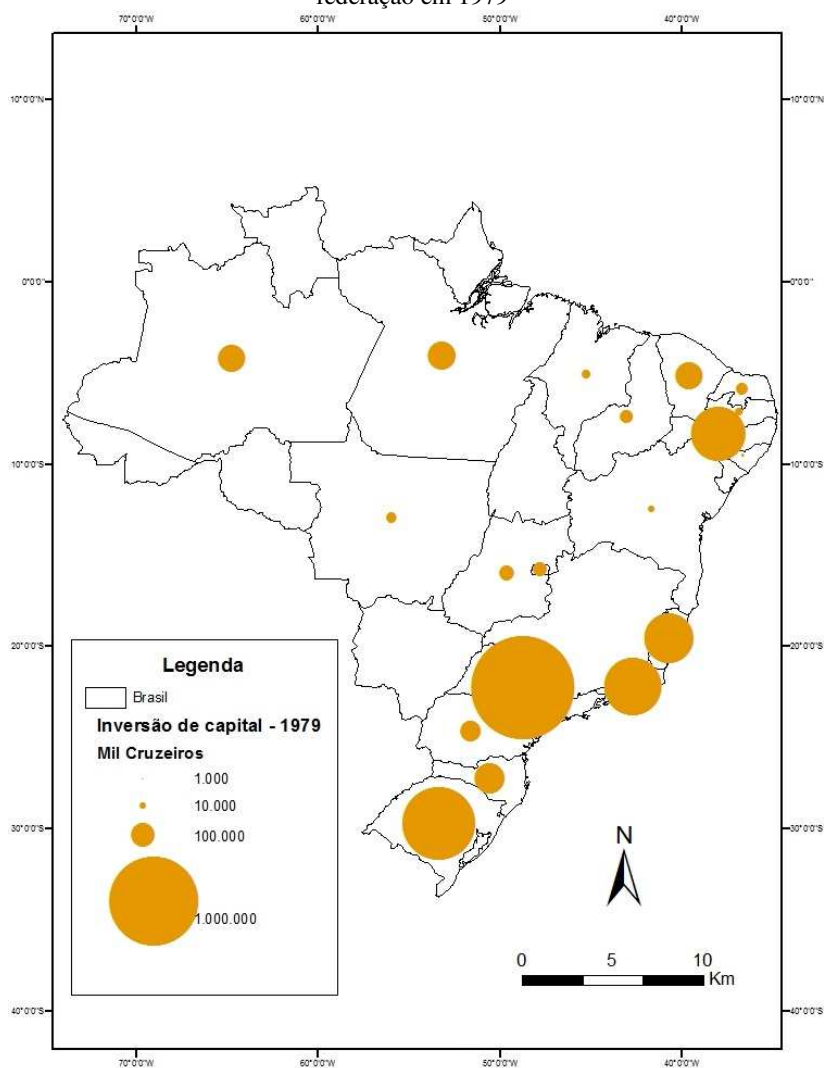 federação em 1979
70°0'0"W 60°0'0"W 50°0'0"W 40°0'0"W
10°0'0"N 10°0'0"N
0°0'0" 0°0'0"
10°0'0"S 10°0'0"S
20°0'0"S 20°0'0"S
Legenda
Brasil
Inversão de capital - 1979
Mil Cruzeiros
1.000
10.000
100.000
1.000.000
30°0'0"S 30°0'0"S
N
0 5 10
Km
40°0'0"S 40°0'0"S
70°0'0"W 60°0'0"W 50°0'0"W 40°0'0"W